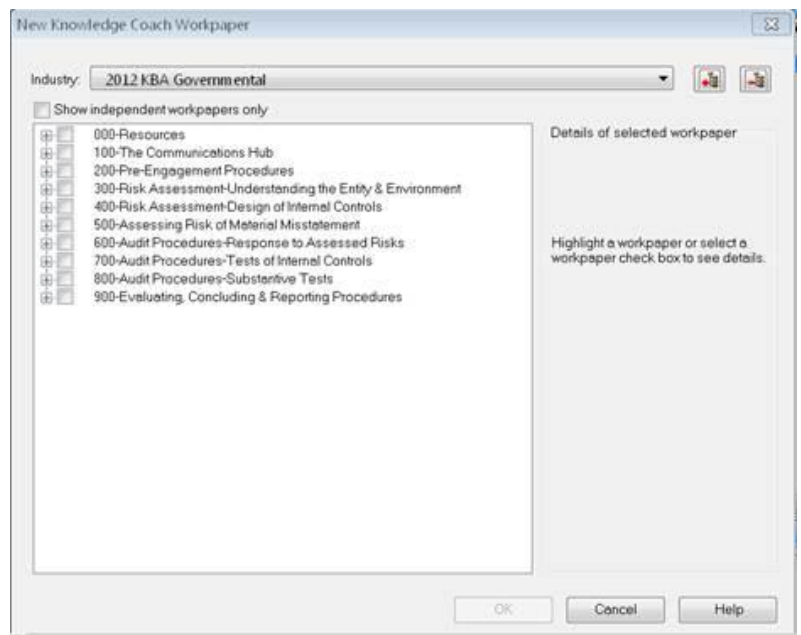 New Knowledge Coach Workpaper
Industry: 2012 KBA Governmental
Show independent workpapers only
000-Resources
100-The Communications Hub
200-Pre-Engagement Procedures
300-Risk Assessment-Understanding the Entity & Environment
400-Risk Assessment-Design of Internal Controls
500-Assessing Risk of Material Misstatement
600-Audit Procedures-Response to Assessed Risks
700-Audit Procedures-Tests of Internal Controls
800-Audit Procedures-Substantive Tests
900-Evaluating, Concluding & Reporting Procedures
Details of selected workpaper
Highlight a workpaper or select a
workpaper check box to see details.
OK Cancel Help